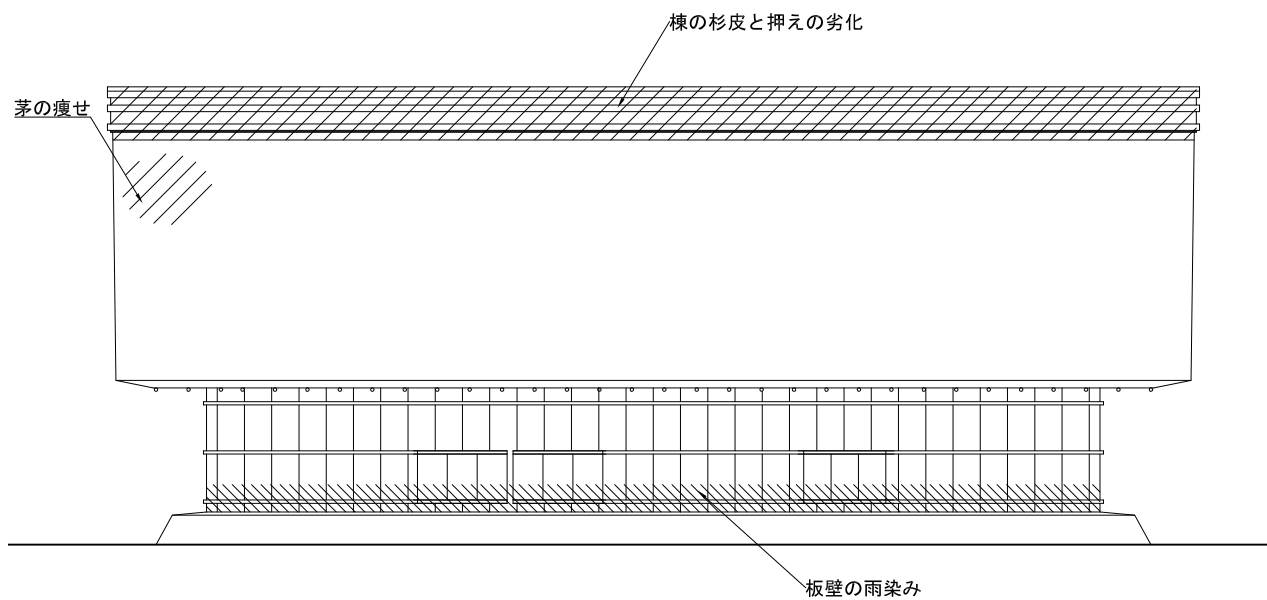 棟の杉皮と押えの劣化
茅の痩せ
板壁の雨染み